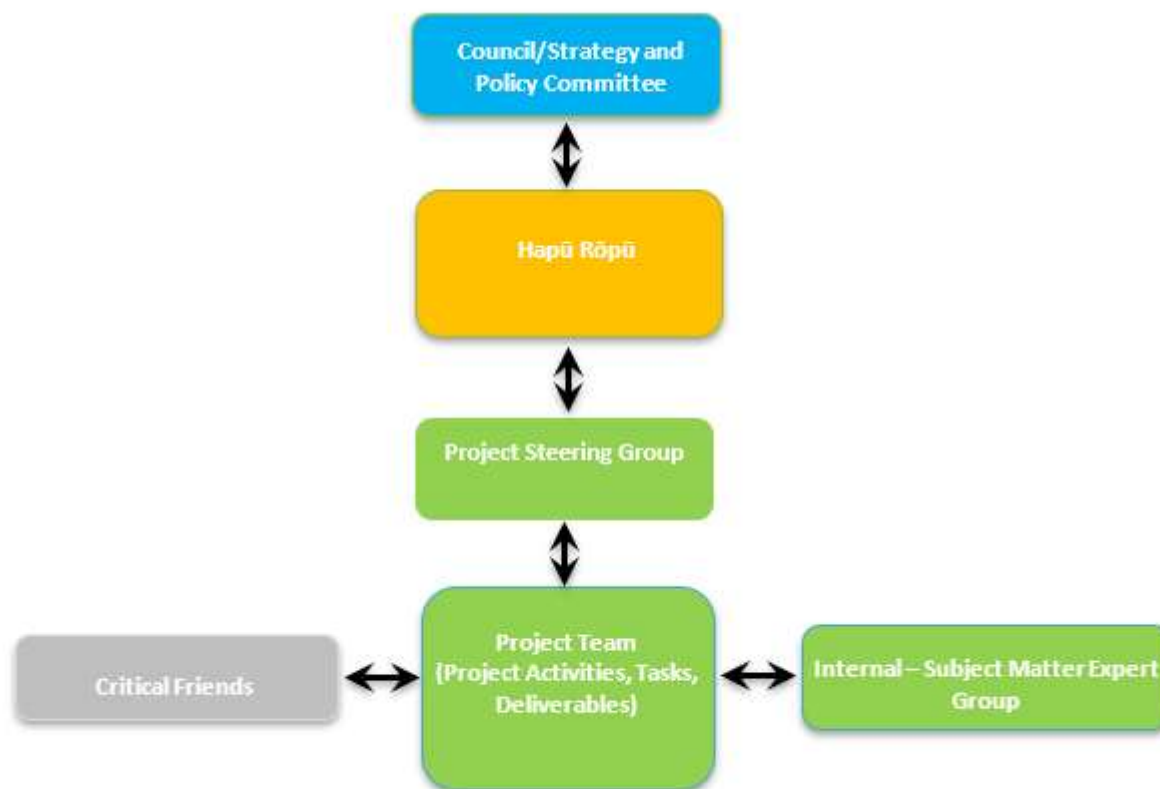 Council/Strategy and
Policy Committee
Hapū Rōpū
Project Steering Group
Project Team
(Project Activities, Tasks,
Deliverables)
Critical Friends
Internal – Subject Matter Expert
Group